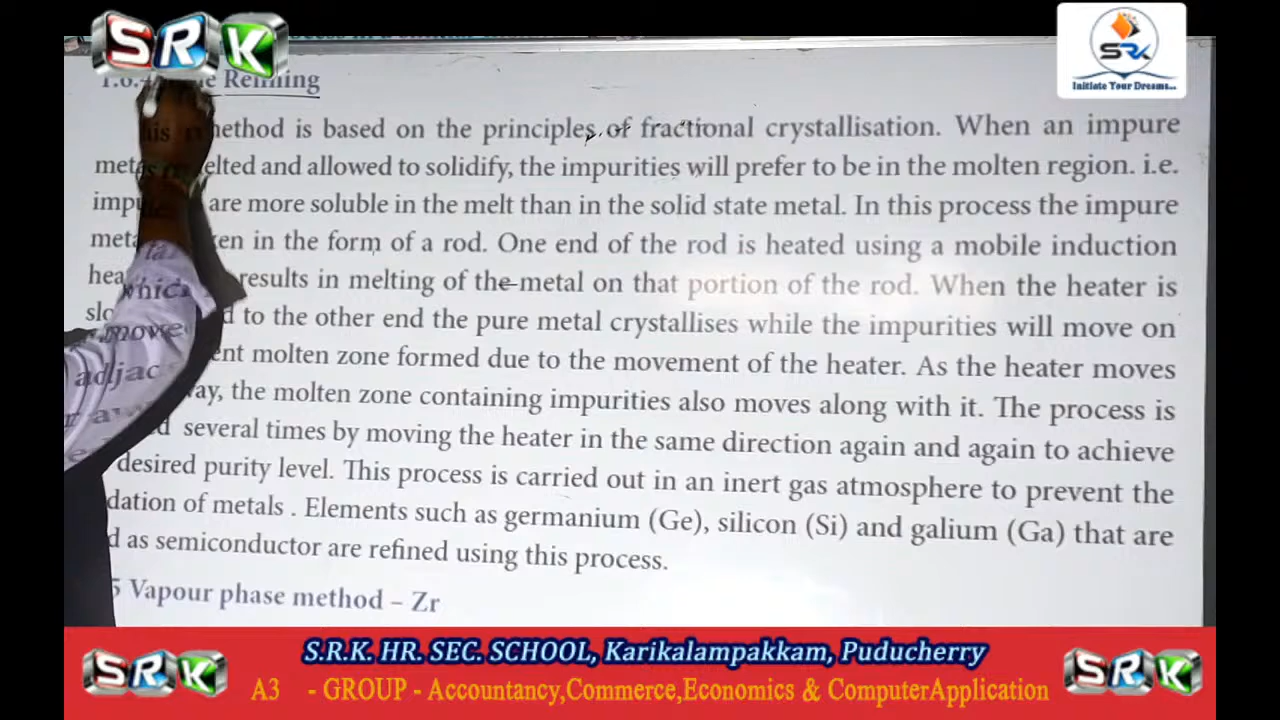 SRK
SRK
Initiate Your Dreams...
Refining
method is based on the principles of fractional crystallisation. When an impure
elted and allowed to solidify, the impurities will prefer to be in the molten region. i.e.
are more soluble in the melt than in the solid state metal. In this process the impure
en in the form of a rod. One end of the rod is heated using a mobile induction
results in melting of the metal on that portion of the rod. When the heater is
d to the other end the pure metal crystallises while the impurities will move on
ent molten zone formed due to the movement of the heater. As the heater moves
ay, the molten zone containing impurities also moves along with it. The process is
several times by moving the heater in the same direction again and again to achieve
desired purity level. This process is carried out in an inert gas atmosphere to prevent the
dation of metals . Elements such as germanium (Ge), silicon (Si) and galium (Ga) that are
d as semiconductor are refined using this process.
5 Vapour phase method – Zr
S.R.K. HR. SEC. SCHOOL, Karikalampakkam, Puducherry
SRK
A3 - GROUP - Accountancy,Commerce,Economics & ComputerApplication
SRK